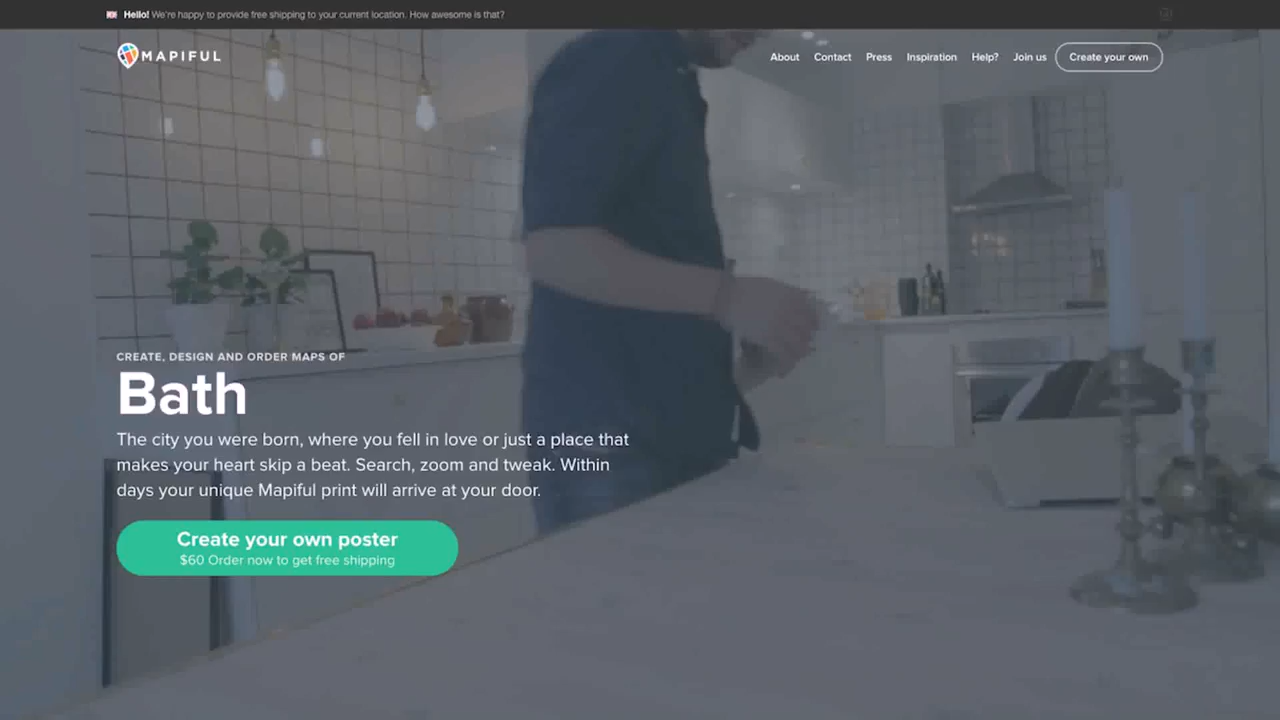 Hello! We're happy to provide free shipping to your current location. How awesome is that?
MAPIFUL
About Contact Press Inspiration Help? Join us Create your own
CREATE, DESIGN AND ORDER MAPS OF
Bath
The city you were born, where you fell in love or just a place that
makes your heart skip a beat. Search, zoom and tweak. Within
days your unique Mapiful print will arrive at your door.
Create your own poster
$60 Order now to get free shipping